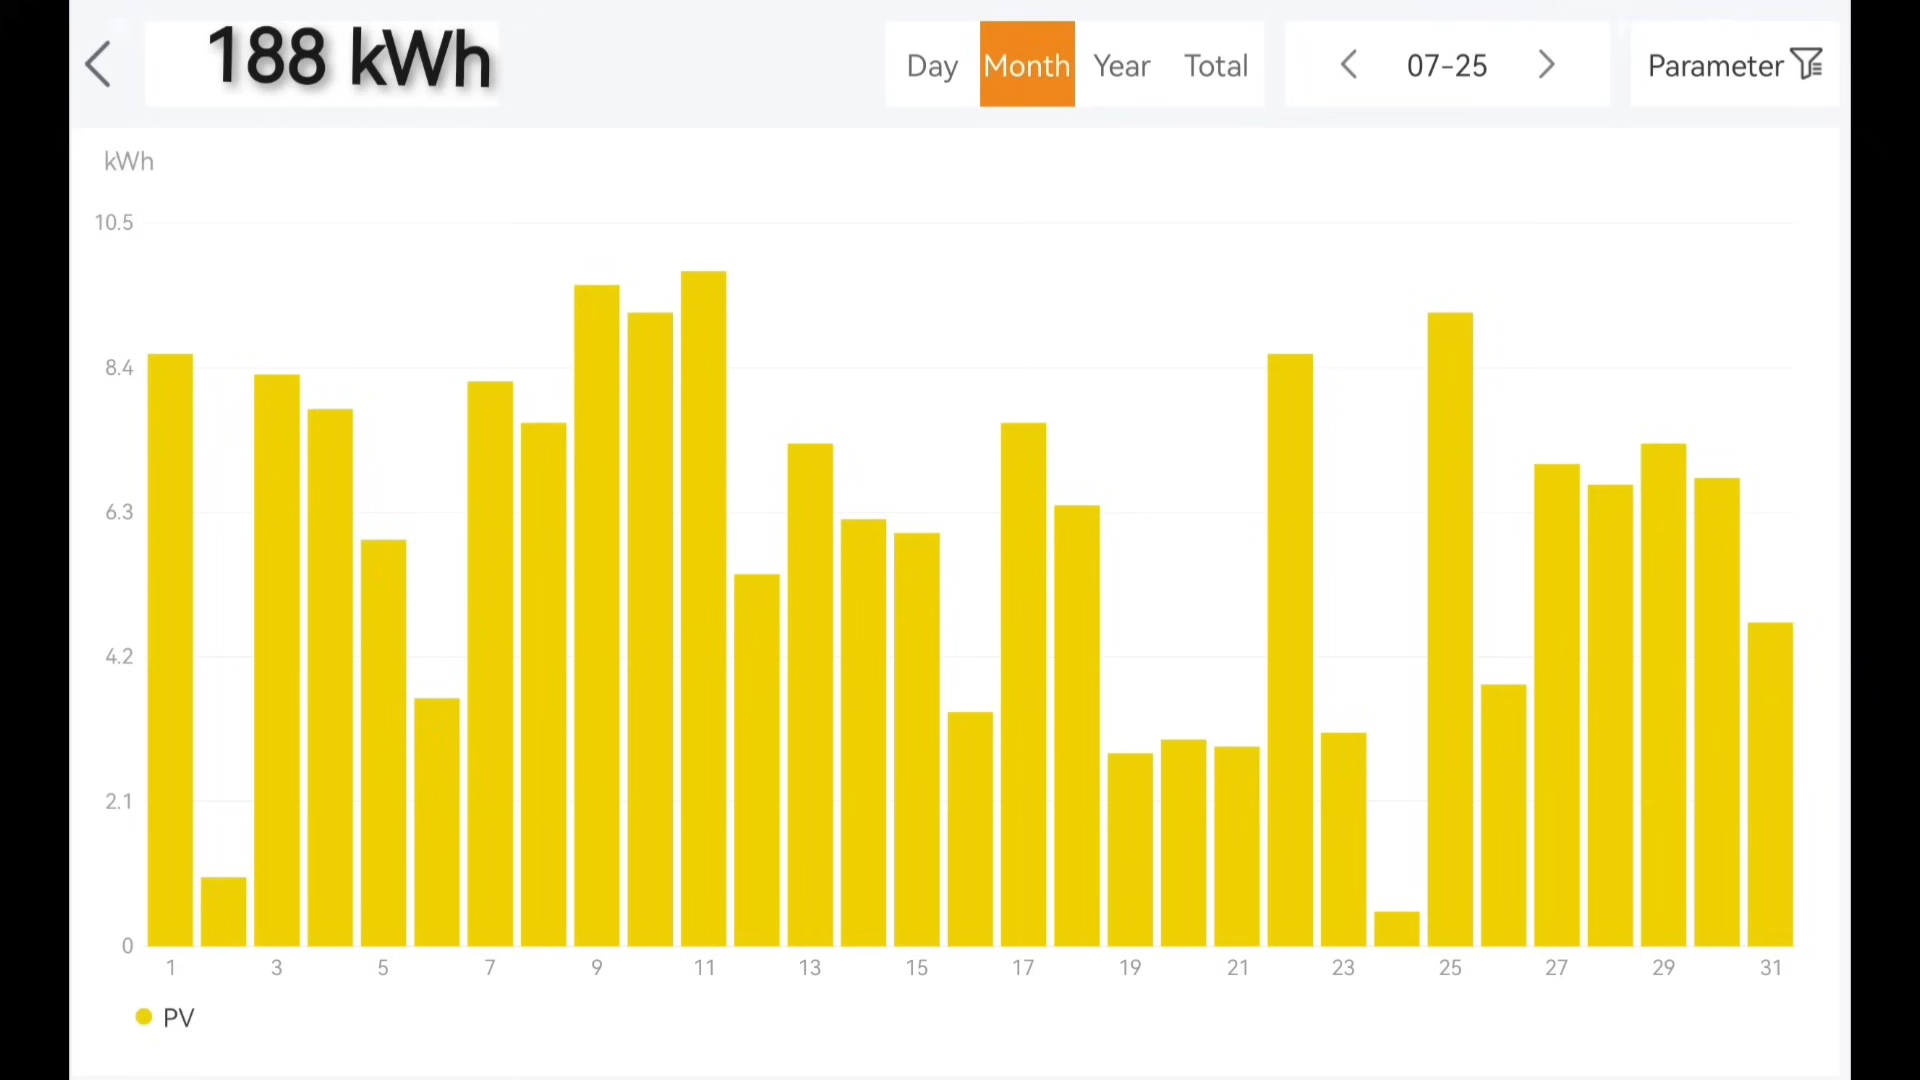 188 kWh
Day Month Year Total
07-25
Parameter
kWh
10.5
8.4
6.3
4.2
2.1
0
1 3 5 7 9 11 13 15 17 19 21 23 25 27 29 31
PV